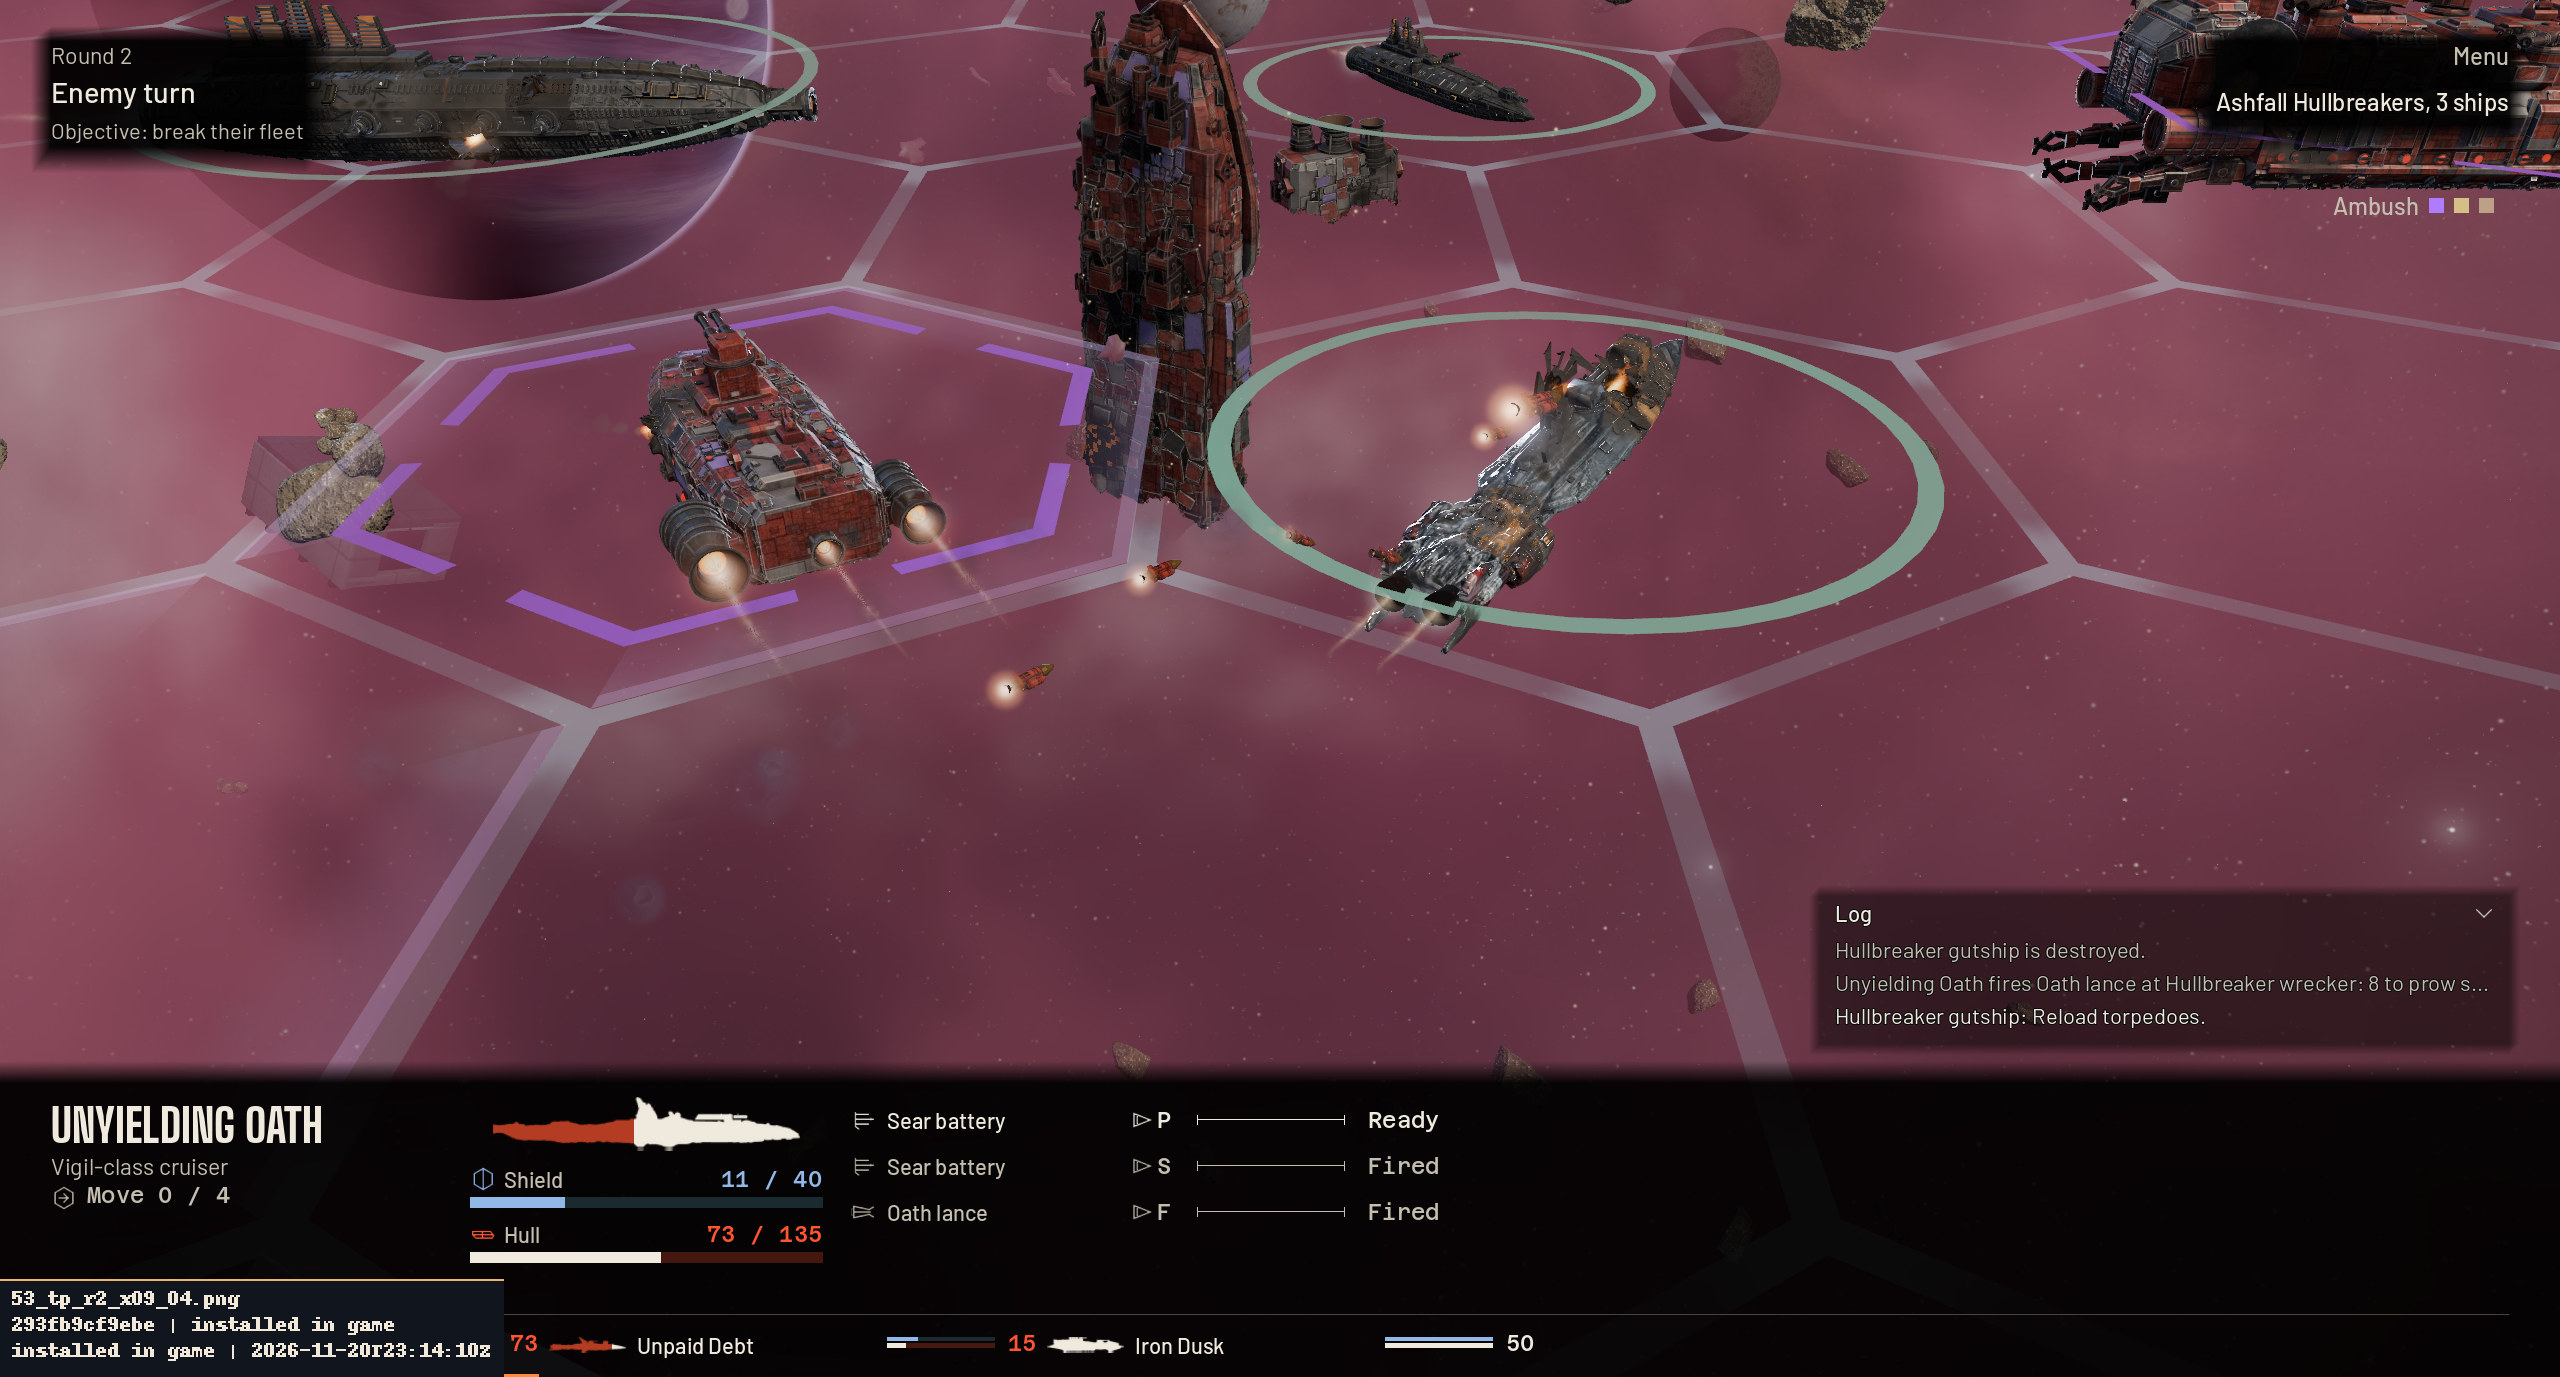 Round 2
Enemy turn
Objective: break their fleet
Menu
Ashfall Hullbreakers, 3 ships
Ambush
Log
Hullbreaker gutship is destroyed.
Unyielding Oath fires Oath lance at Hullbreaker wrecker: 8 to prow s...
Hullbreaker gutship: Reload torpedoes.
UNYIELDING OATH
Vigil-class cruiser
Move 0 / 4
Shield 11 / 40
Hull 73 / 135
Sear battery P Ready
Sear battery S Fired
Oath lance F Fired
53_tp_r2_x09_04.png
293fb9cf9ebe | installed in game
installed in game | 2026-11-20T23:14:10Z
73 Unpaid Debt 15 Iron Dusk 50